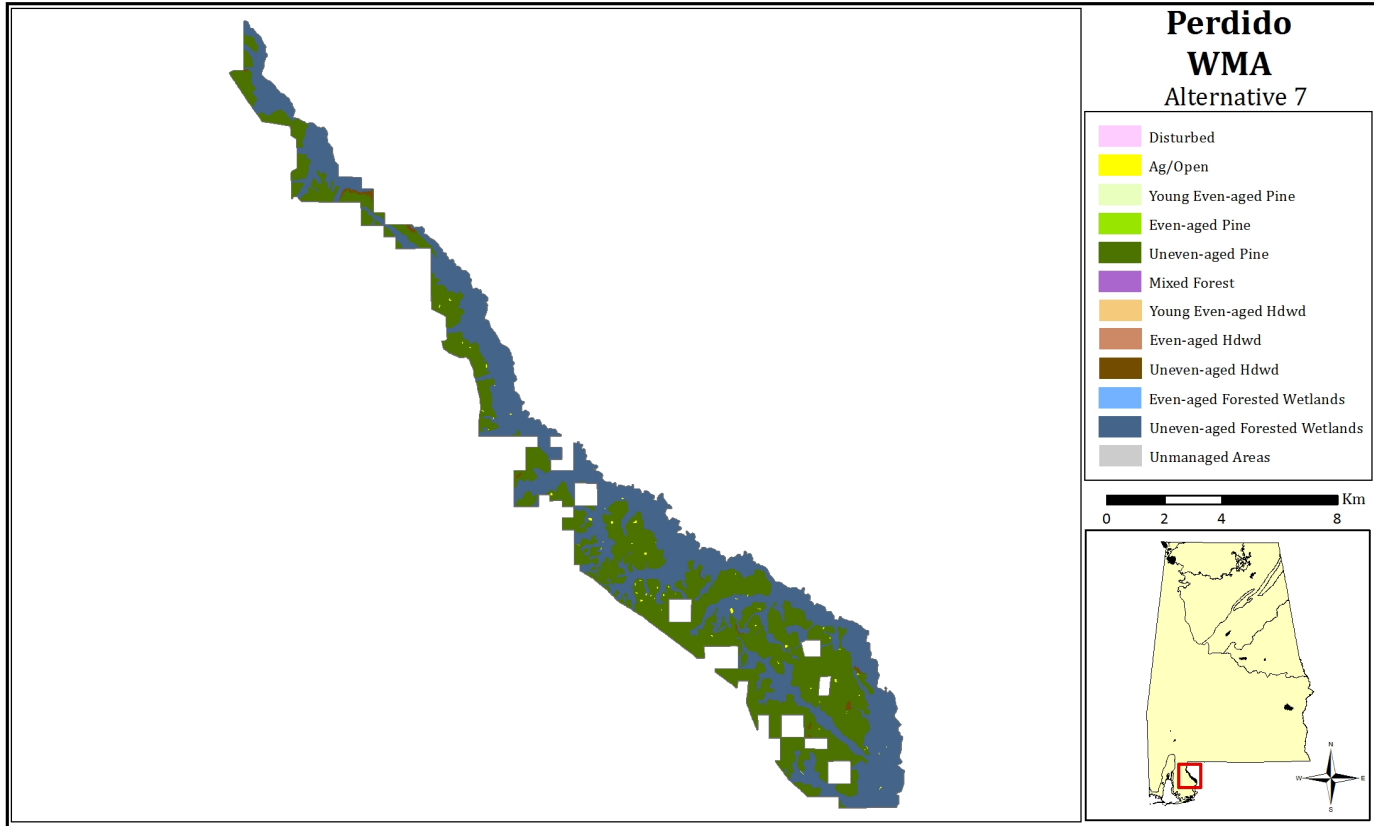 Perdido
WMA
Alternative 7
Disturbed
Ag/Open
Young Even-aged Pine
Even-aged Pine
Uneven-aged Pine
Mixed Forest
Young Even-aged Hdwd
Even-aged Hdwd
Uneven-aged Hdwd
Even-aged Forested Wetlands
Uneven-aged Forested Wetlands
Unmanaged Areas
Km
0 2 4 8
N
W E
S